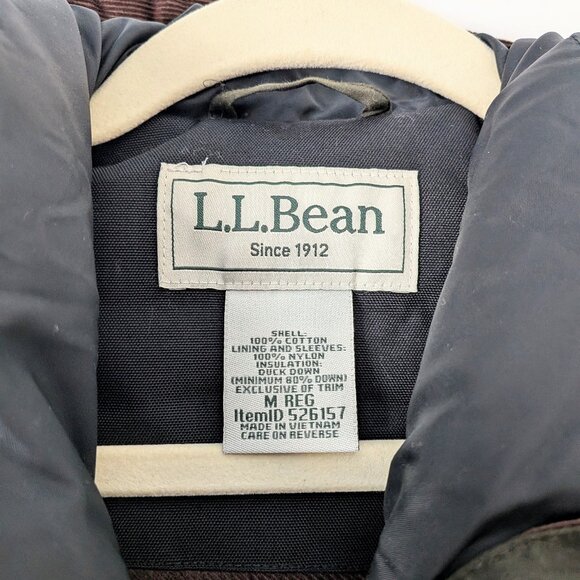 L.L.Bean
Since 1912
SHELL:
100% COTTON
LINING AND SLEEVES:
100% NYLON
INSULATION:
DUCK DOWN
(MINIMUM 80% DOWN)
EXCLUSIVE OF TRIM
M REG
ItemID 526157
MADE IN VIETNAM
CARE ON REVERSE